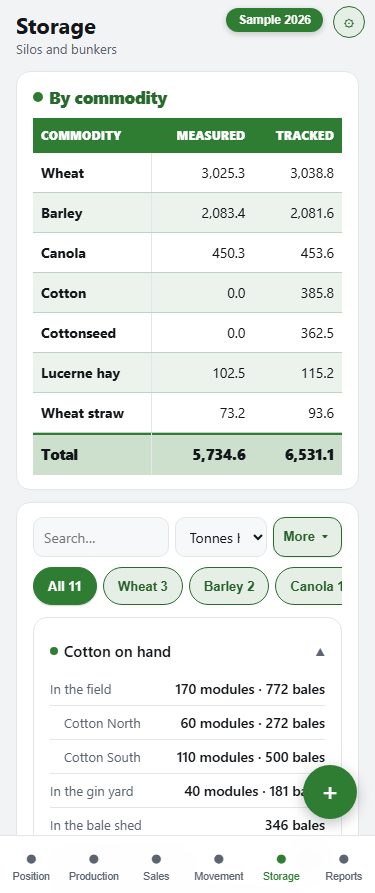 Storage
Silos and bunkers
Sample 2026
By commodity
COMMODITY MEASURED TRACKED
Wheat 3,025.3 3,038.8
Barley 2,083.4 2,081.6
Canola 450.3 453.6
Cotton 0.0 385.8
Cottonseed 0.0 362.5
Lucerne hay 102.5 115.2
Wheat straw 73.2 93.6
Total 5,734.6 6,531.1
Search... Tonnes More
All 11 Wheat 3 Barley 2 Canola 1
Cotton on hand
In the field 170 modules · 772 bales
Cotton North 60 modules · 272 bales
Cotton South 110 modules · 500 bales
In the gin yard 40 modules · 181
In the bale shed 346 bales
Position Production Sales Movement Storage Reports